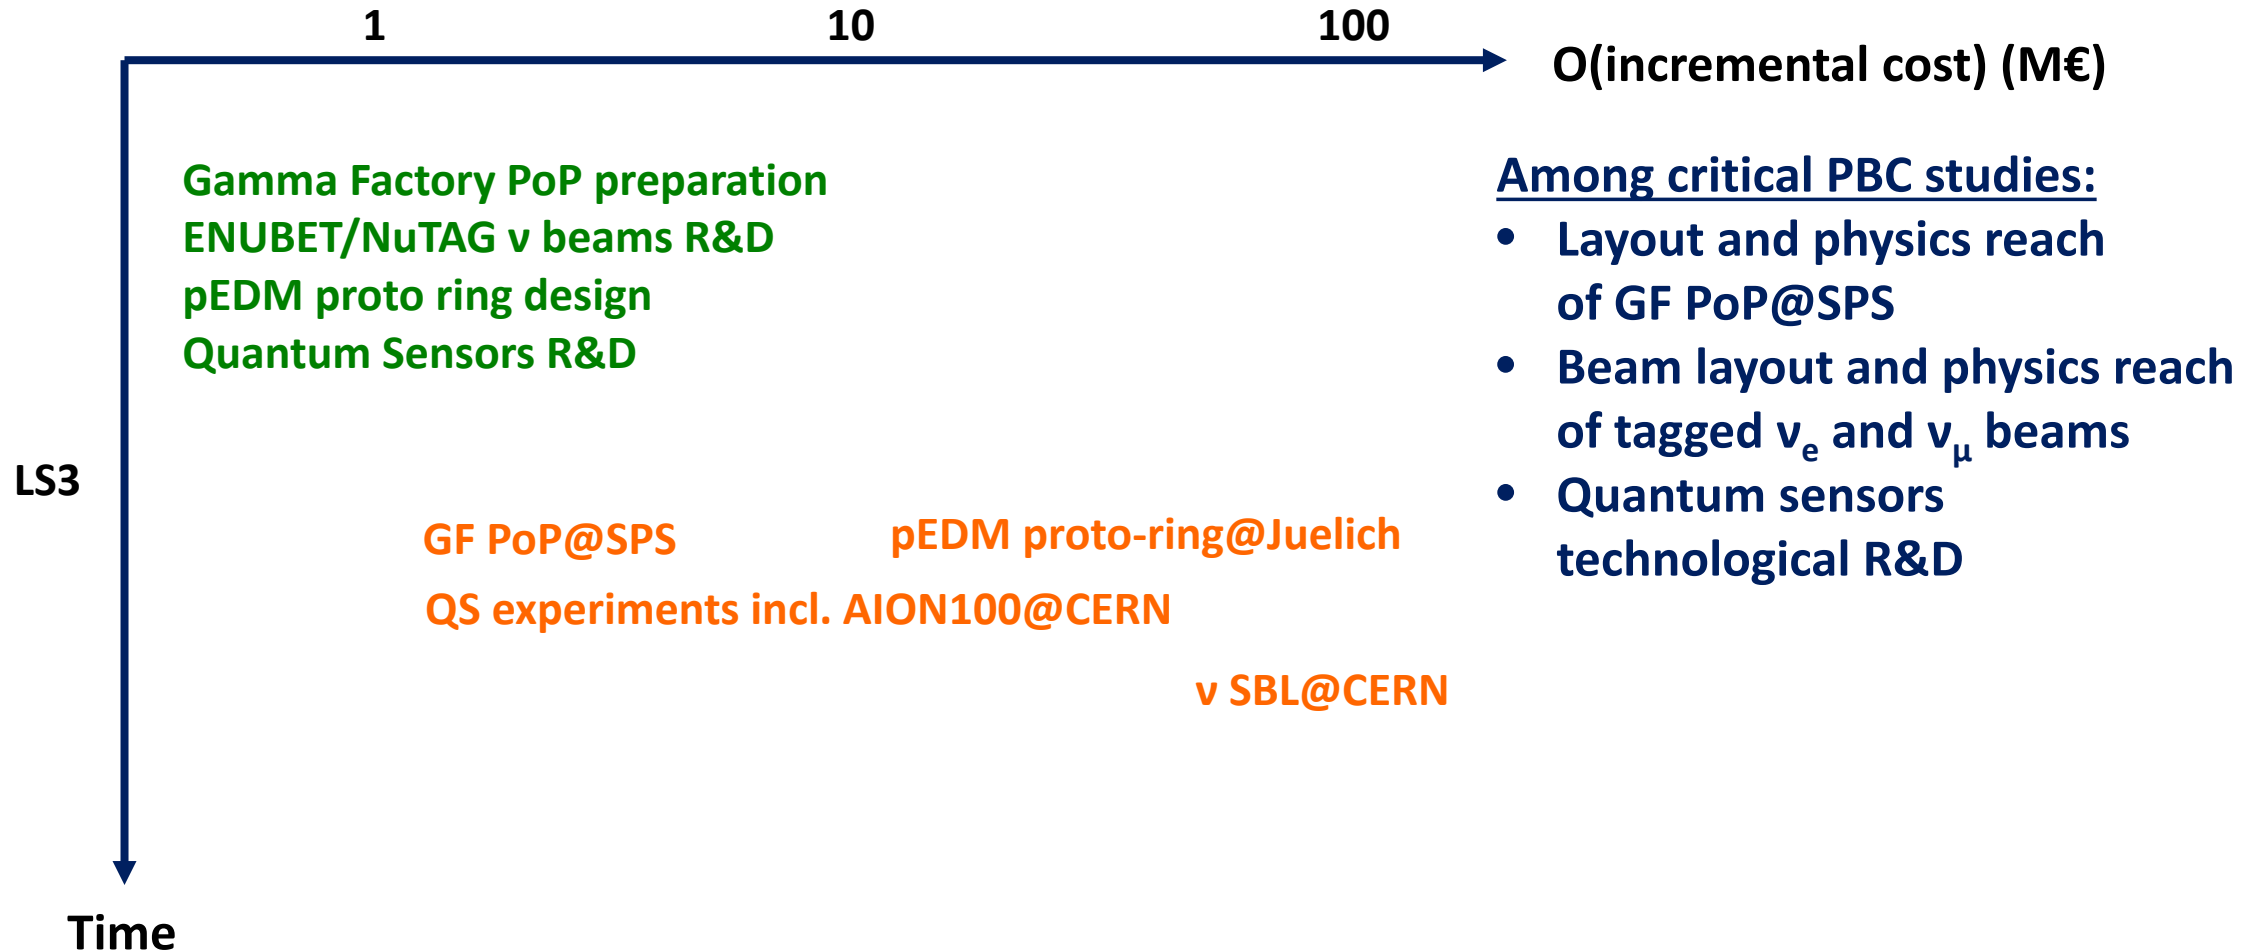 1 10 100
O(incremental cost) (M€)
Gamma Factory PoP preparation
ENUBET/NuTAG ν beams R&D
pEDM proto ring design
Quantum Sensors R&D
Among critical PBC studies:
• Layout and physics reach
of GF PoP@SPS
• Beam layout and physics reach
of tagged νe and νμ beams
• Quantum sensors
technological R&D
LS3
GF PoP@SPS
pEDM proto-ring@Juelich
QS experiments incl. AION100@CERN
ν SBL@CERN
Time